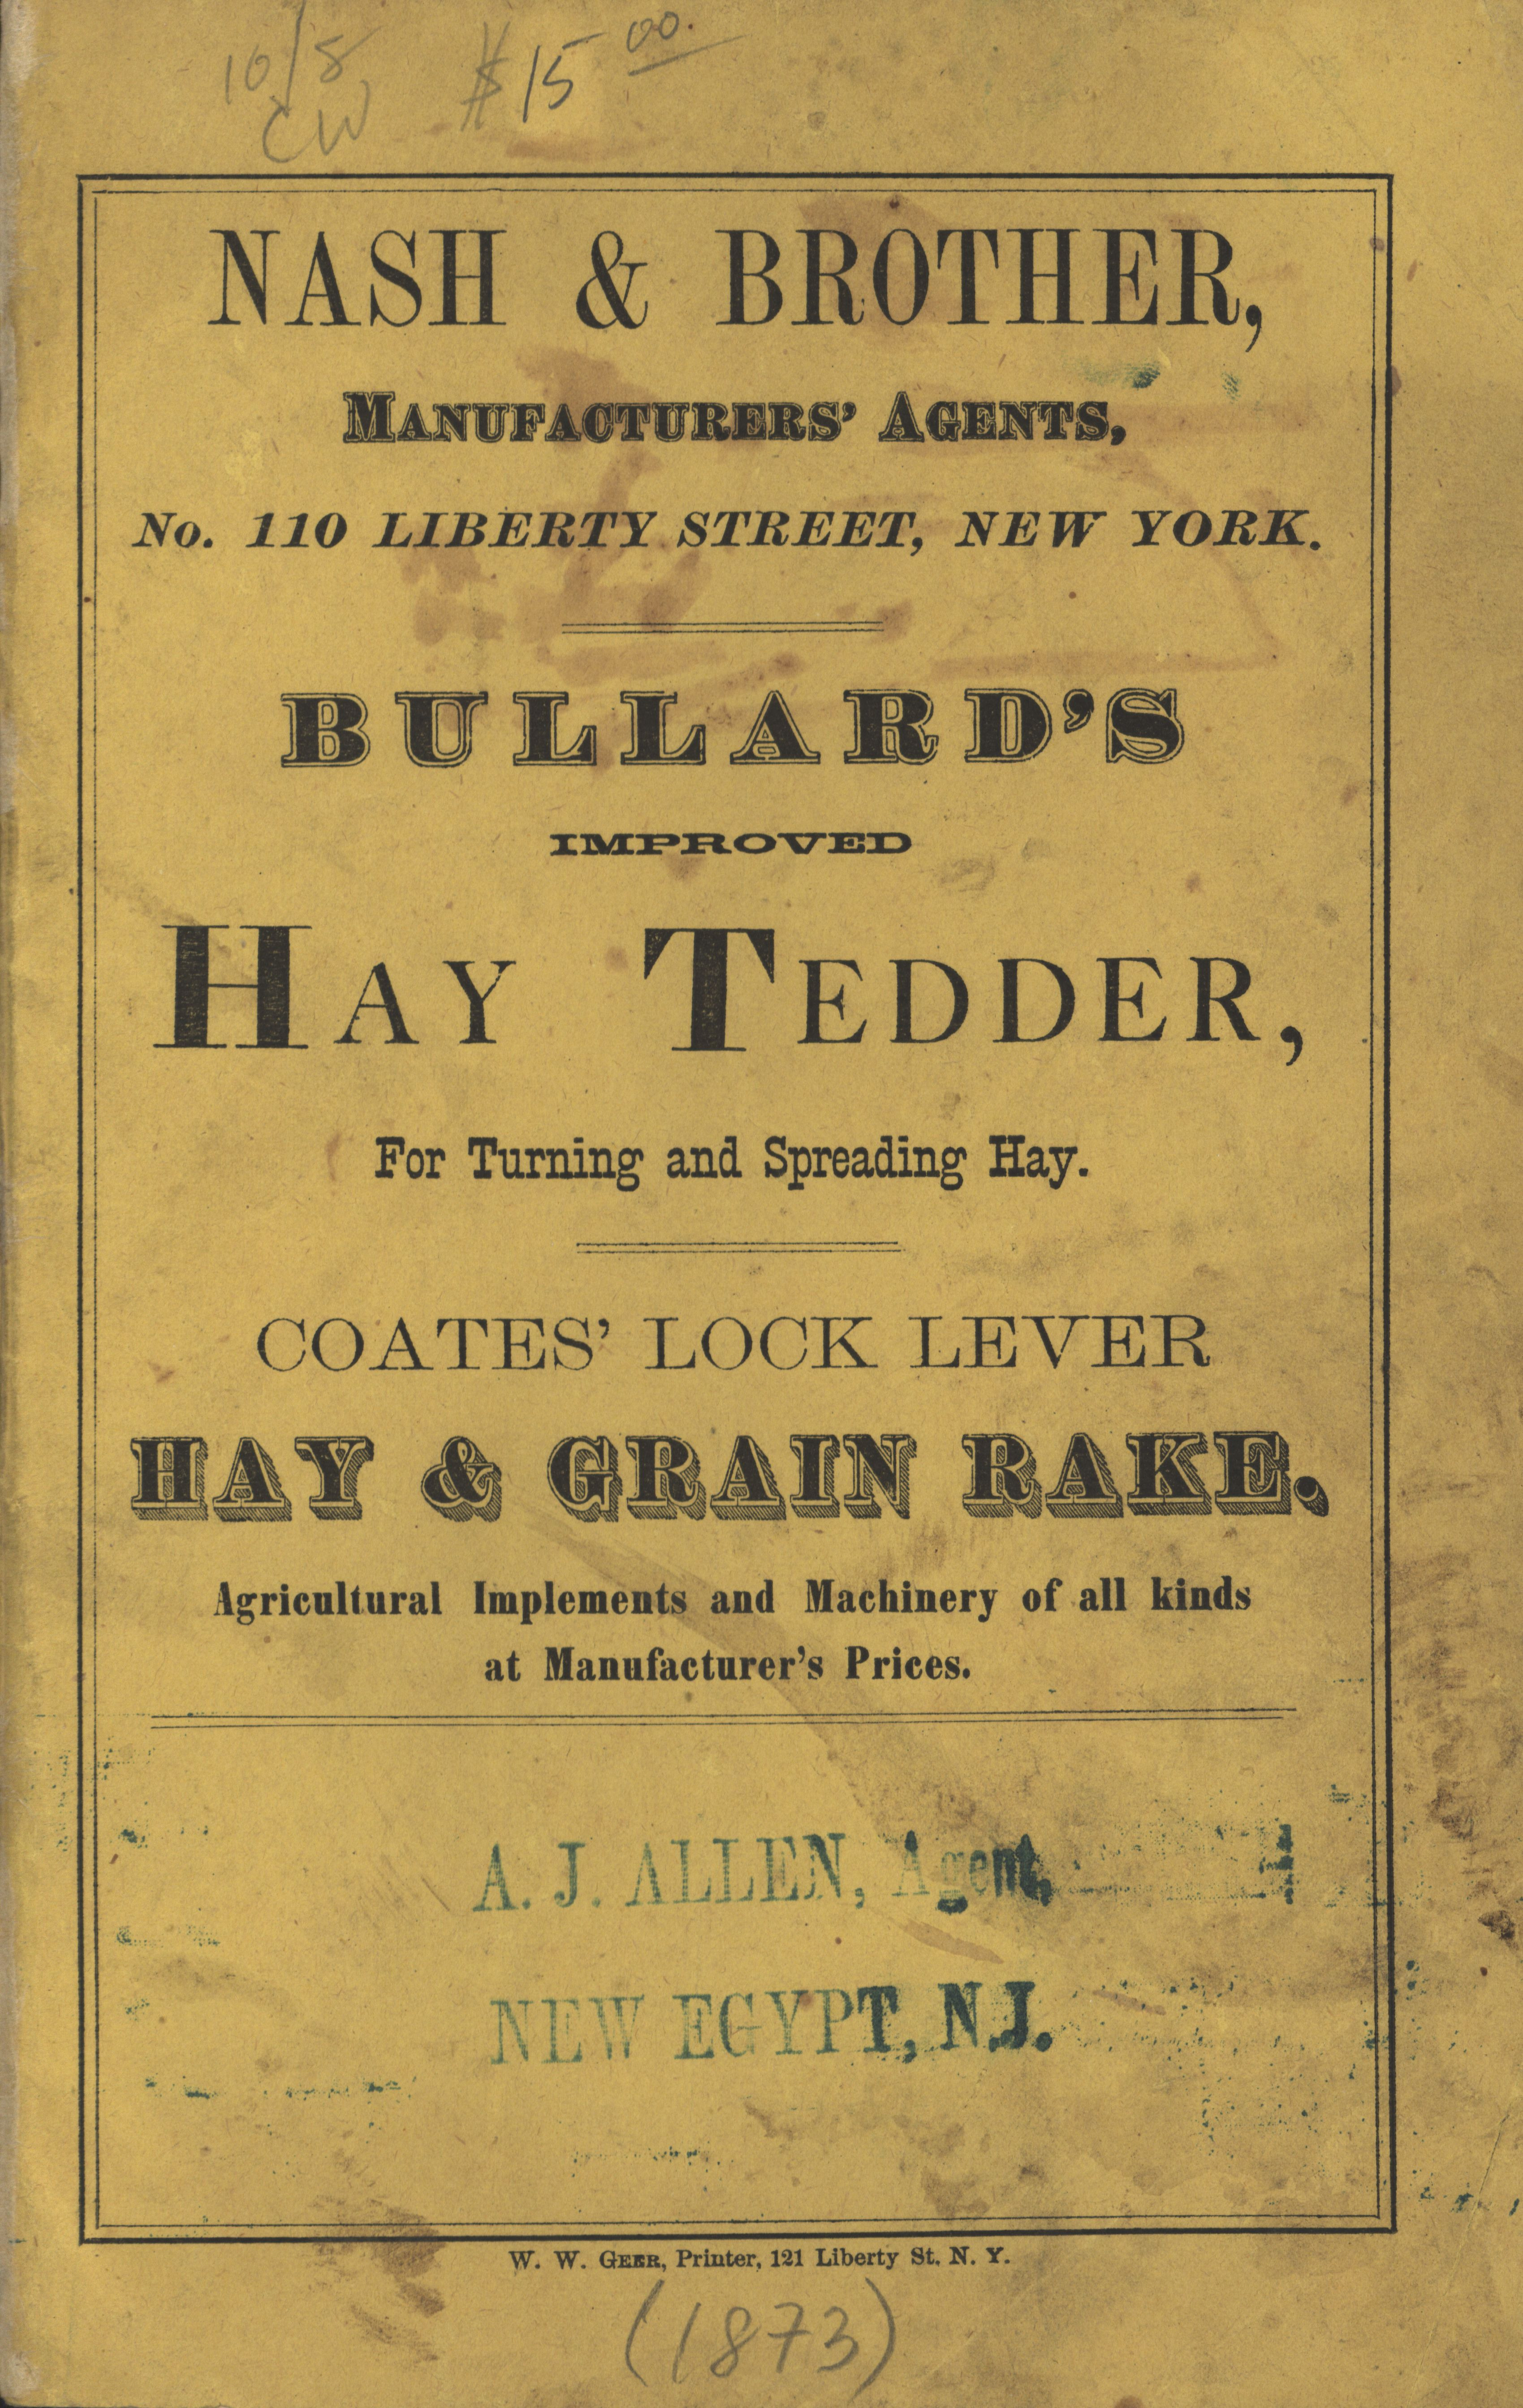 10/8 $15 00.
CW
NASH & BROTHER,
MANUFACTURERS' AGENTS,
No. 110 LIBERTY STREET, NEW YORK.
BULLARD'S
IMPROVED
HAY TEDDER,
For Turning and Spreading Hay.
COATES' LOCK LEVER
HAY & GRAIN RAKE.
Agricultural Implements and Machinery of all kinds
at Manufacturer's Prices.
A. J. ALLEN, Agent,
NEW EGYPT, N.J.
W. W. GEER, Printer, 121 Liberty St. N. Y.
(1873)